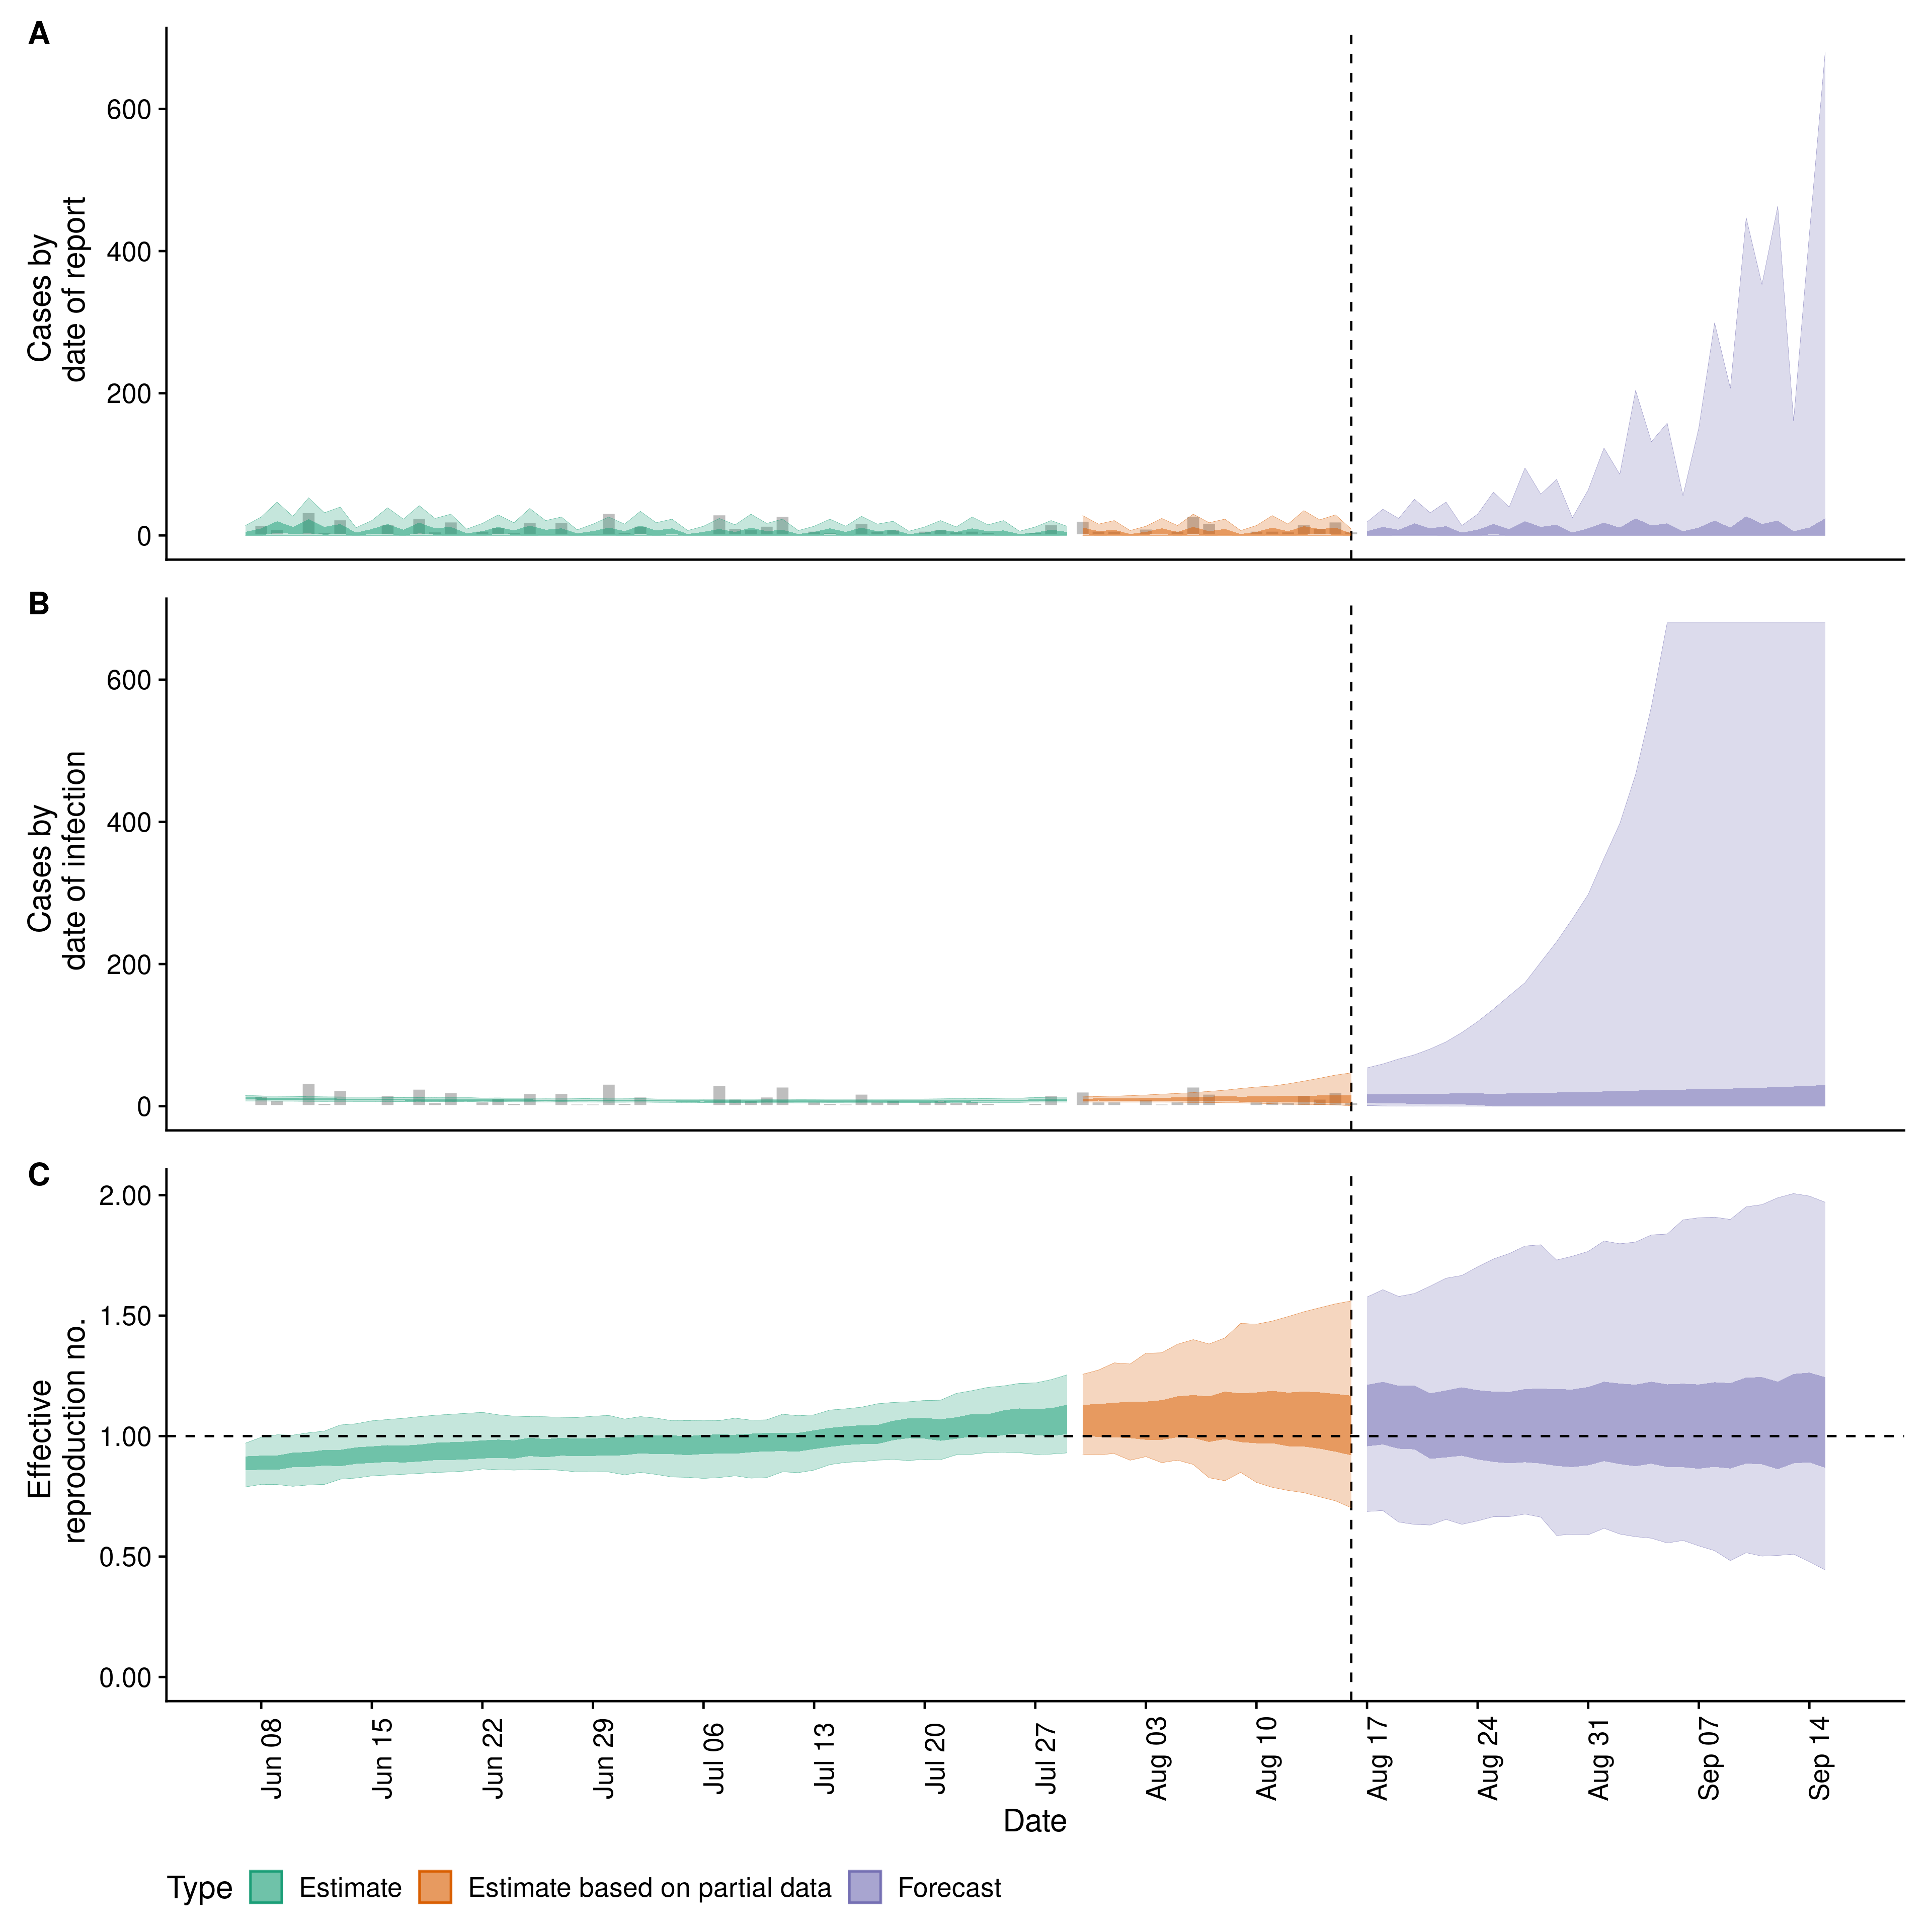 A
600
400
200
0
Cases by
date of report
B
600
400
200
0
Cases by
date of infection
C
2.00
1.50
1.00
0.50
0.00
Effective
reproduction no.
Jun 08
Jun 15
Jun 22
Jun 29
Jul 06
Jul 13
Jul 20
Jul 27
Aug 03
Aug 10
Aug 17
Aug 24
Aug 31
Sep 07
Sep 14
Date
Type Estimate Estimate based on partial data Forecast